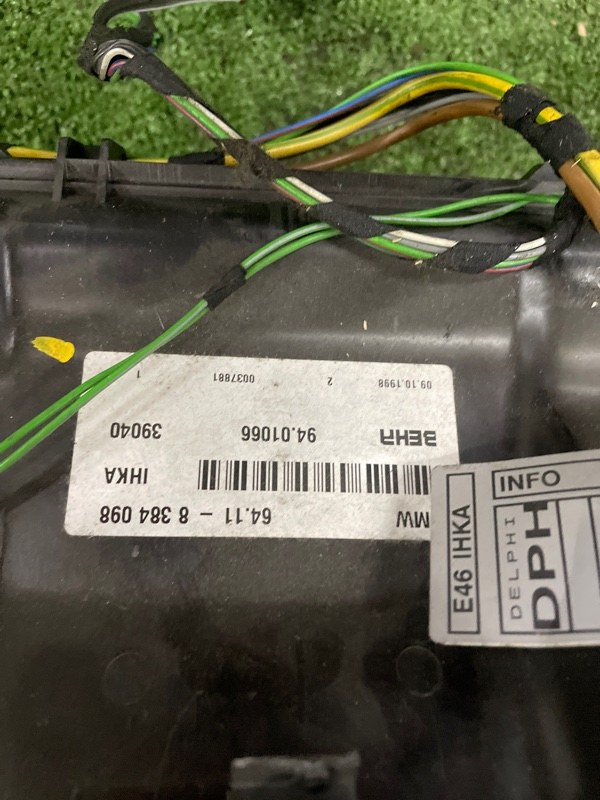 MW 64.11 - 8 384 098
IHKA
BEHR 94.01066 39040
09.10.1998 2 0037881 1
E46 IHKA
INFO
DELPHI
DPH